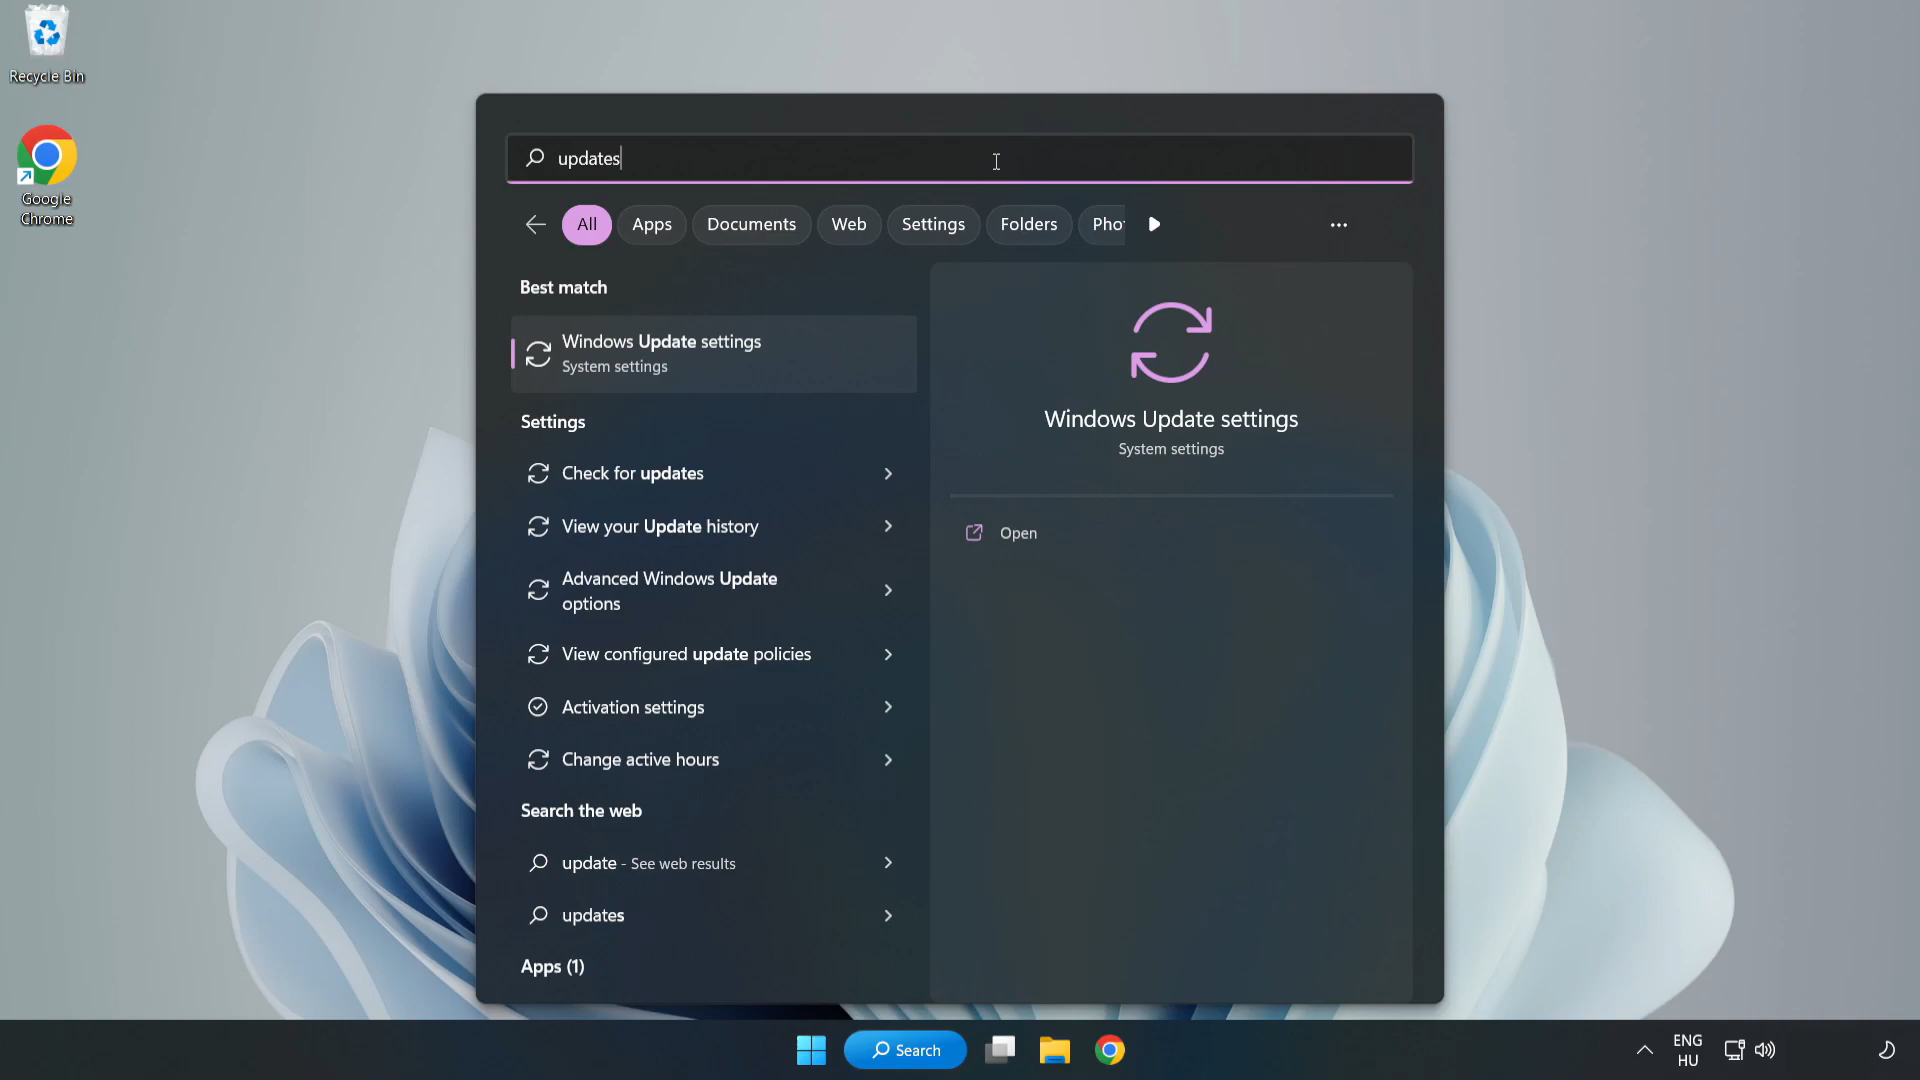 Recycle Bin
Google
Chrome
updates
All
Apps
Documents
Web
Settings
Folders
Pho
Best match
Windows Update settings
System settings
Settings
Check for updates
View your Update history
Advanced Windows Update
options
View configured update policies
Activation settings
Change active hours
Search the web
update - See web results
updates
Apps (1)
Windows Update settings
System settings
Open
Search
ENG
HU